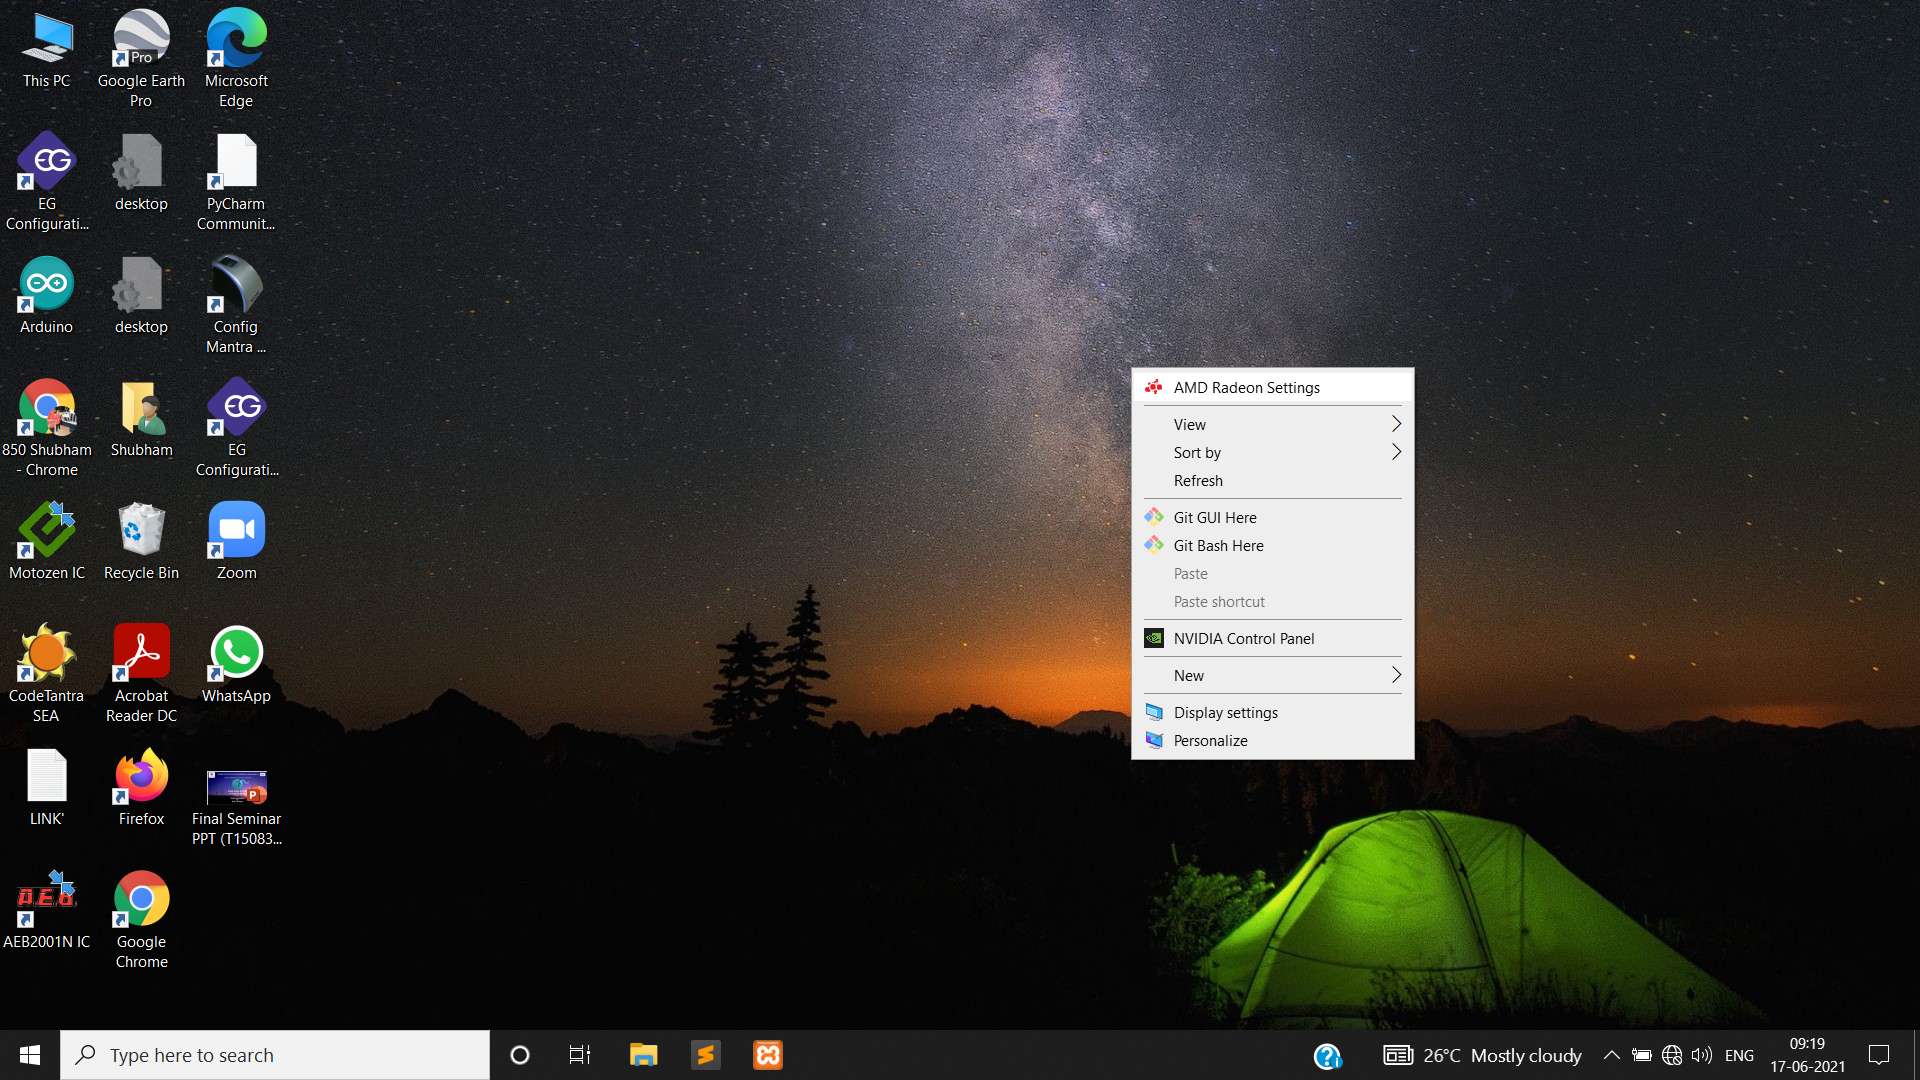 This PC
Pro
Google Earth
Pro
Microsoft
Edge
EG
EG
Configurati...
desktop
PyCharm
Communit...
Arduino
desktop
Config
Mantra ...
850 Shubham
- Chrome
Shubham
EG
EG
Configurati...
Motozen IC
Recycle Bin
Zoom
CodeTantra
SEA
Acrobat
Reader DC
WhatsApp
LINK'
Firefox
P
Final Seminar
PPT (T15083...
A.E.B.
AEB2001N IC
Google
Chrome
AMD Radeon Settings
View
Sort by
Refresh
Git GUI Here
Git Bash Here
Paste
Paste shortcut
NVIDIA Control Panel
New
Display settings
Personalize
Type here to search
26°C Mostly cloudy
ENG
09:19
17-06-2021